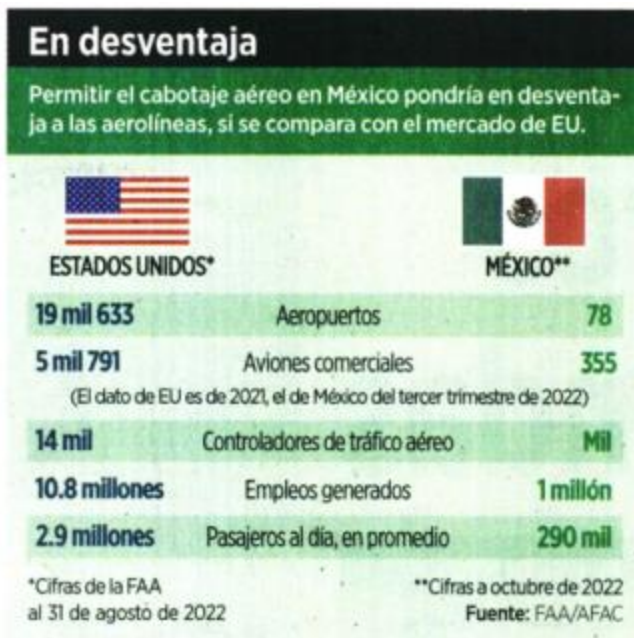 En desventaja
Permitir el cabotaje aéreo en México pondría en desventa-
ja a las aerolíneas, si se compara con el mercado de EU.
ESTADOS UNIDOS* MÉXICO**
19 mil 633 Aeropuertos 78
5 mil 791 Aviones comerciales 355
(El dato de EU es de 2021, el de México del tercer trimestre de 2022)
14 mil Controladores de tráfico aéreo Mil
10.8 millones Empleos generados 1 millón
2.9 millones Pasajeros al día, en promedio 290 mil
*Cifras de la FAA **Cifras a octubre de 2022
al 31 de agosto de 2022 Fuente: FAA/AFAC